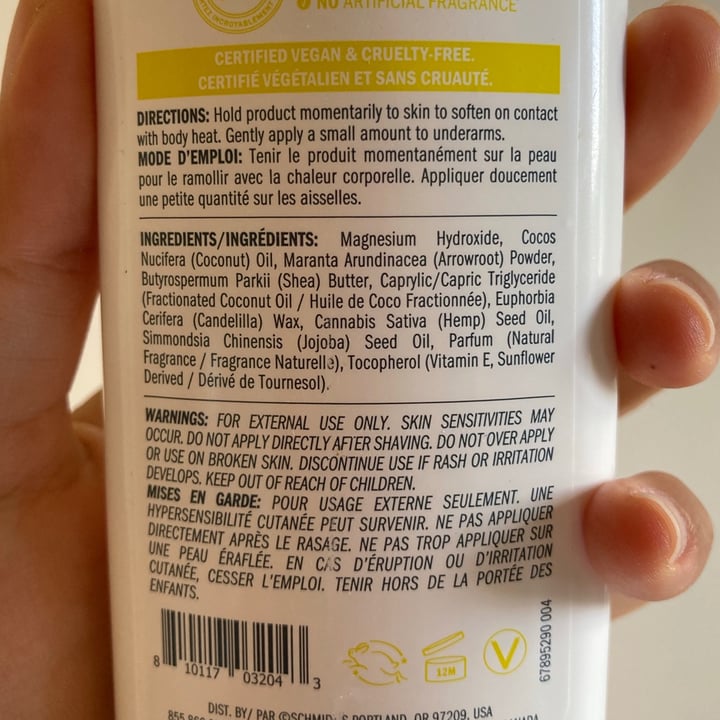 NO ARTIFICIAL FRAGRANCE
CERTIFIED VEGAN & CRUELTY-FREE.
CERTIFIÉ VÉGÉTALIEN ET SANS CRUAUTÉ.
DIRECTIONS: Hold product momentarily to skin to soften on contact
with body heat. Gently apply a small amount to underarms.
MODE D'EMPLOI: Tenir le produit momentanément sur la peau
pour le ramollir avec la chaleur corporelle. Appliquer doucement
une petite quantité sur les aisselles.
INGREDIENTS/INGRÉDIENTS: Magnesium Hydroxide, Cocos
Nucifera (Coconut) Oil, Maranta Arundinacea (Arrowroot) Powder,
Butyrospermum Parkii (Shea) Butter, Caprylic/Capric Triglyceride
(Fractionated Coconut Oil / Huile de Coco Fractionnée), Euphorbia
Cerifera (Candelilla) Wax, Cannabis Sativa (Hemp) Seed Oil,
Simmondsia Chinensis (Jojoba) Seed Oil, Parfum (Natural
Fragrance / Fragrance Naturelle), Tocopherol (Vitamin E, Sunflower
Derived / Dérivé de Tournesol).
WARNINGS: FOR EXTERNAL USE ONLY. SKIN SENSITIVITIES MAY
OCCUR. DO NOT APPLY DIRECTLY AFTER SHAVING. DO NOT OVER APPLY
OR USE ON BROKEN SKIN. DISCONTINUE USE IF RASH OR IRRITATION
DEVELOPS. KEEP OUT OF REACH OF CHILDREN.
MISES EN GARDE: POUR USAGE EXTERNE SEULEMENT. UNE
HYPERSENSIBILITÉ CUTANÉE PEUT SURVENIR. NE PAS APPLIQUER
DIRECTEMENT APRÈS LE RASAGE. NE PAS TROP APPLIQUER SUR
UNE PEAU ÉRAFLÉE. EN CAS D'ÉRUPTION OU D'IRRITATION
CUTANÉE, CESSER L'EMPLOI. TENIR HORS DE LA PORTÉE DES
ENFANTS.
8 10117 03204 3
12M
V
67895290 004
DIST. BY/ PAR ©SCHMIDT'S PORTLAND, OR 97209, USA